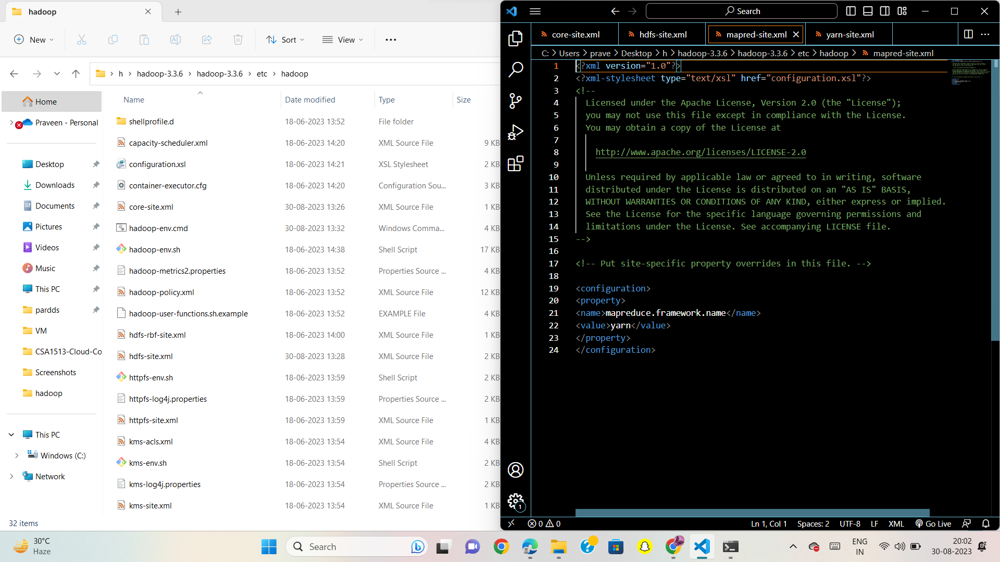 hadoop
New
Sort
View
h > hadoop-3.3.6 > hadoop-3.3.6 > etc > hadoop
Name Date modified Type Size
Home
Praveen - Personal
Desktop
Downloads
Documents
Pictures
Videos
Music
This PC
pardds
VM
CSA1513-Cloud-Co
Screenshots
hadoop
This PC
Windows (C:)
Network
shellprofile.d 18-06-2023 13:52 File folder
capacity-scheduler.xml 18-06-2023 14:20 XML Source File 9 KB
configuration.xsl 18-06-2023 14:21 XSL Stylesheet 2 KB
container-executor.cfg 18-06-2023 14:20 Configuration Sou... 3 KB
core-site.xml 30-08-2023 13:26 XML Source File 1 KB
hadoop-env.cmd 30-08-2023 13:32 Windows Comma... 4 KB
hadoop-env.sh 18-06-2023 14:38 Shell Script 17 KB
hadoop-metrics2.properties 18-06-2023 13:52 Properties Source ... 4 KB
hadoop-policy.xml 18-06-2023 13:52 XML Source File 12 KB
hadoop-user-functions.sh.example 18-06-2023 13:52 EXAMPLE File 4 KB
hdfs-rbf-site.xml 18-06-2023 14:00 XML Source File 1 KB
hdfs-site.xml 30-08-2023 13:28 XML Source File 2 KB
httpfs-env.sh 18-06-2023 13:59 Shell Script 2 KB
httpfs-log4j.properties 18-06-2023 13:59 Properties Source ... 2 KB
httpfs-site.xml 18-06-2023 13:59 XML Source File 1 KB
kms-acls.xml 18-06-2023 13:54 XML Source File 4 KB
kms-env.sh 18-06-2023 13:54 Shell Script 2 KB
kms-log4j.properties 18-06-2023 13:54 Properties Source ... 2 KB
kms-site.xml 18-06-2023 13:54 XML Source File 1 KB
32 items
Search
core-site.xml hdfs-site.xml mapred-site.xml yarn-site.xml
C: > Users > prave > Desktop > h > hadoop-3.3.6 > hadoop-3.3.6 > etc > hadoop > mapred-site.xml
1 <?xml version="1.0"?>
2 <?xml-stylesheet type="text/xsl" href="configuration.xsl"?>
3 <!--
4 Licensed under the Apache License, Version 2.0 (the "License");
5 you may not use this file except in compliance with the License.
6 You may obtain a copy of the License at
7
8 http://www.apache.org/licenses/LICENSE-2.0
9
10 Unless required by applicable law or agreed to in writing, software
11 distributed under the License is distributed on an "AS IS" BASIS,
12 WITHOUT WARRANTIES OR CONDITIONS OF ANY KIND, either express or implied.
13 See the License for the specific language governing permissions and
14 limitations under the License. See accompanying LICENSE file.
15 -->
16
17 <!-- Put site-specific property overrides in this file. -->
18
19 <configuration>
20 <property>
21 <name>mapreduce.framework.name</name>
22 <value>yarn</value>
23 </property>
24 </configuration>
1
0 0 Ln 1, Col 1 Spaces: 2 UTF-8 LF XML Go Live
30°C
Haze
Search
ENG
IN
20:02
30-08-2023